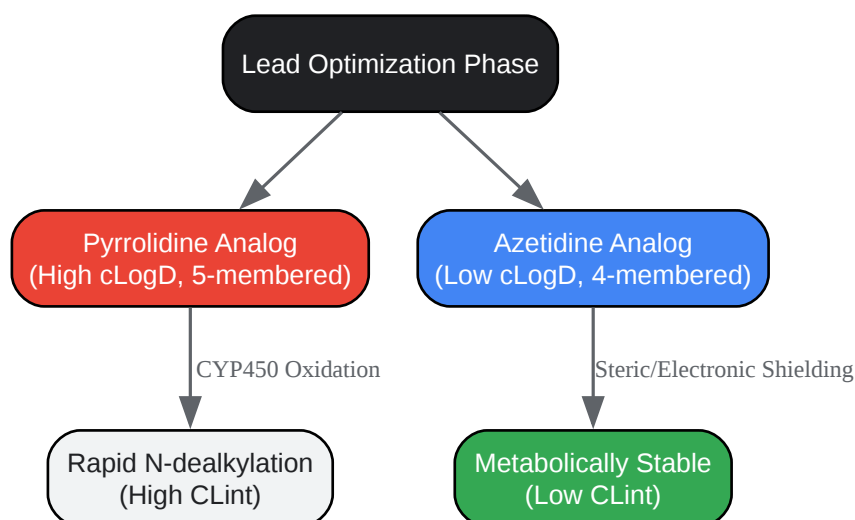 Lead Optimization Phase
Pyrrolidine Analog
(High cLogD, 5-membered)
Azetidine Analog
(Low cLogD, 4-membered)
CYP450 Oxidation
Steric/Electronic Shielding
Rapid N-dealkylation
(High CLint)
Metabolically Stable
(Low CLint)